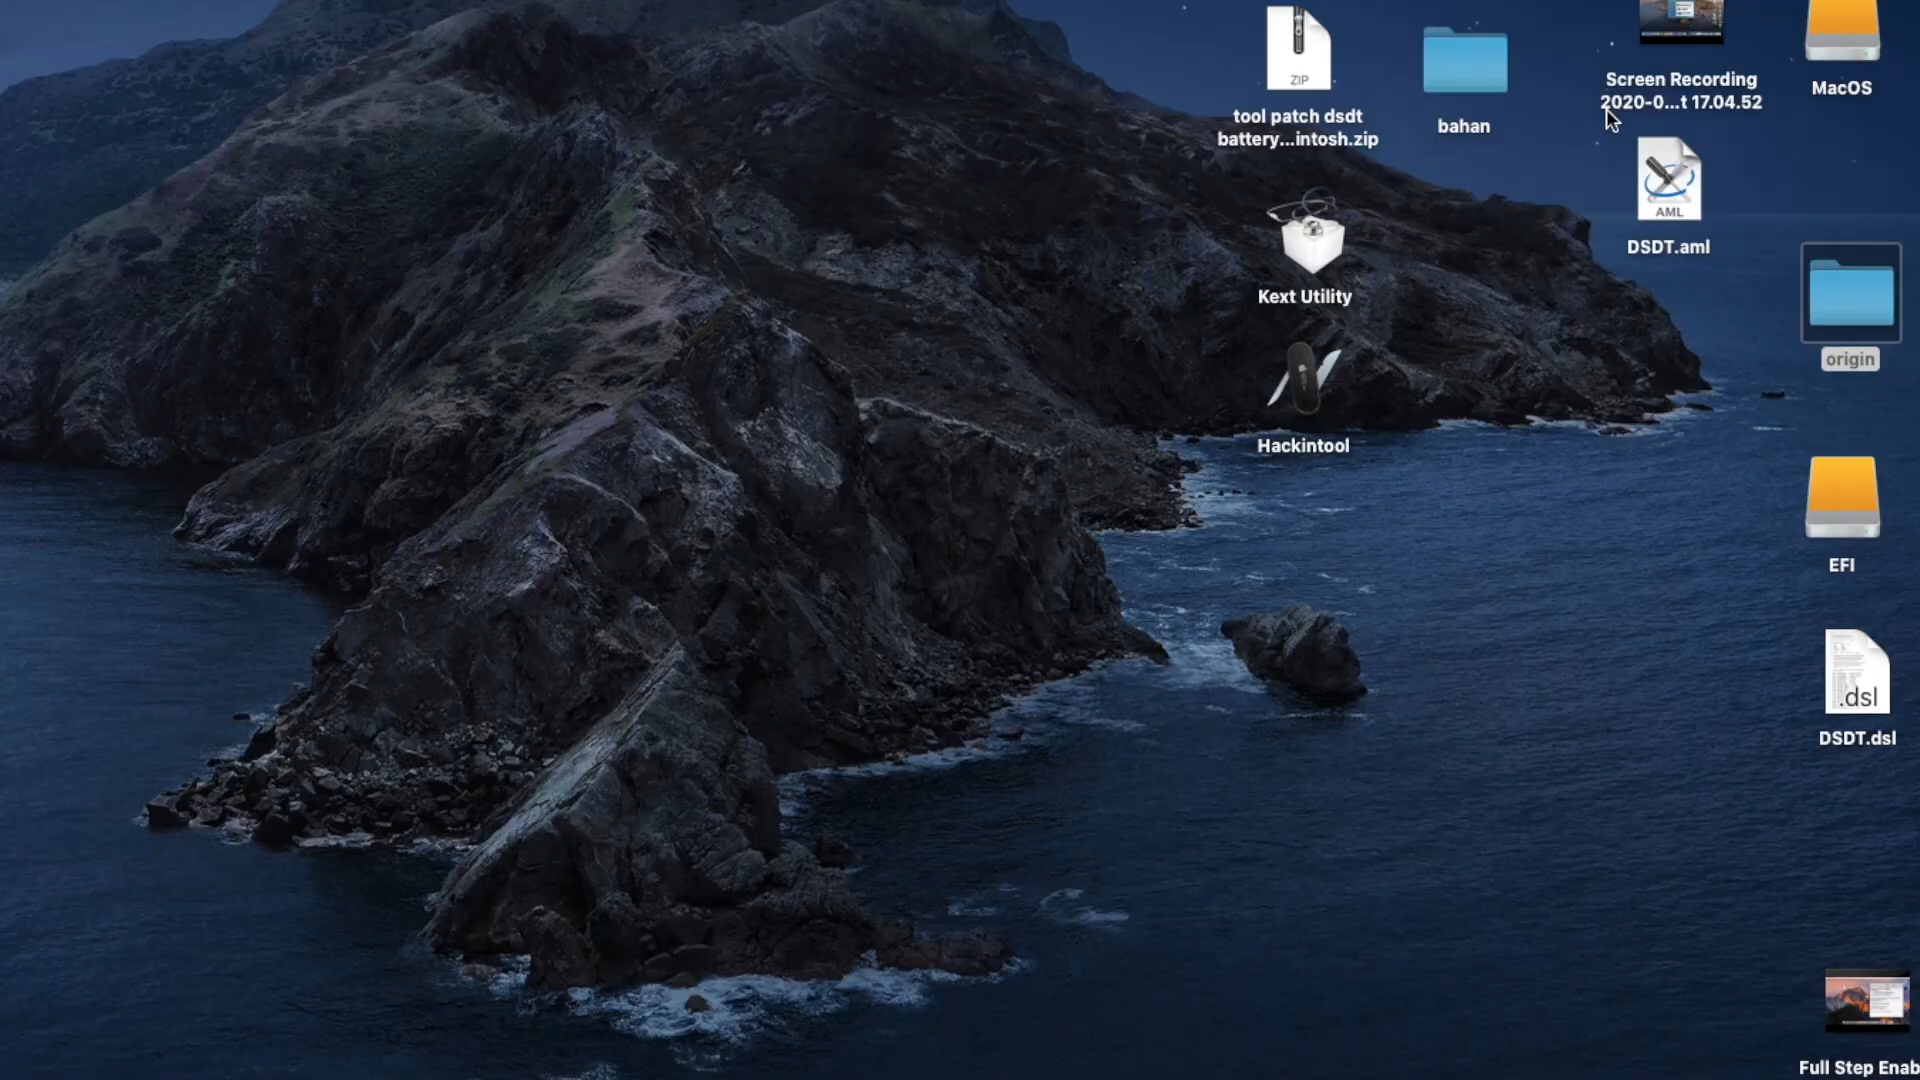 ZIP
tool patch dsdt
battery...intosh.zip
bahan
Screen Recording
2020-0...t 17.04.52
MacOS
AML
DSDT.aml
Kext Utility
origin
Hackintool
EFI
.dsl
DSDT.dsl
Full Step Enab